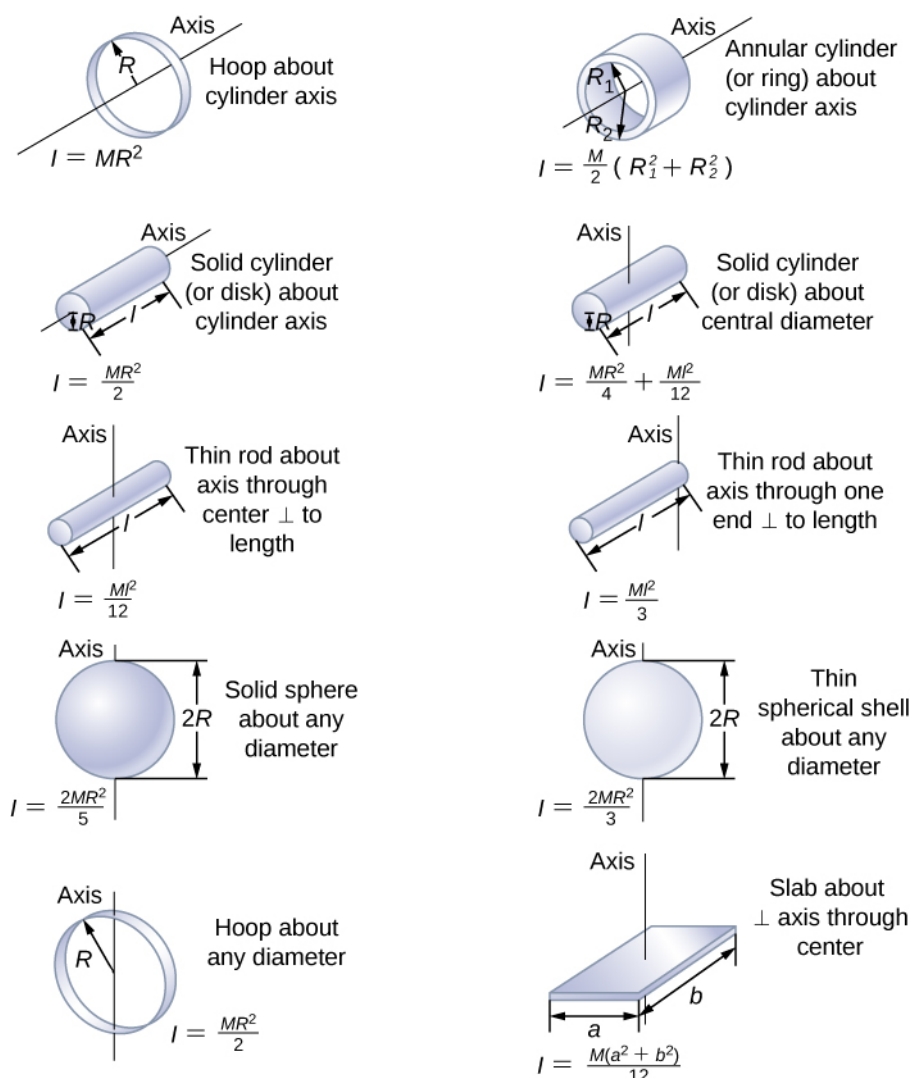 Axis
R
Hoop about
cylinder axis
I = MR²
Axis
R₁
R₂
Annular cylinder
(or ring) about
cylinder axis
I = M/2 ( R₁² + R₂² )
Axis
R
l
Solid cylinder
(or disk) about
cylinder axis
I = MR²/2
Axis
R
l
Solid cylinder
(or disk) about
central diameter
I = MR²/4 + Ml²/12
Axis
l
Thin rod about
axis through
center ⊥ to
length
I = Ml²/12
Axis
l
Thin rod about
axis through one
end ⊥ to length
I = Ml²/3
Axis
2R
Solid sphere
about any
diameter
I = 2MR²/5
Axis
2R
Thin
spherical shell
about any
diameter
I = 2MR²/3
Axis
R
Hoop about
any diameter
I = MR²/2
Axis
a
b
Slab about
⊥ axis through
center
I = M(a² + b²)/12